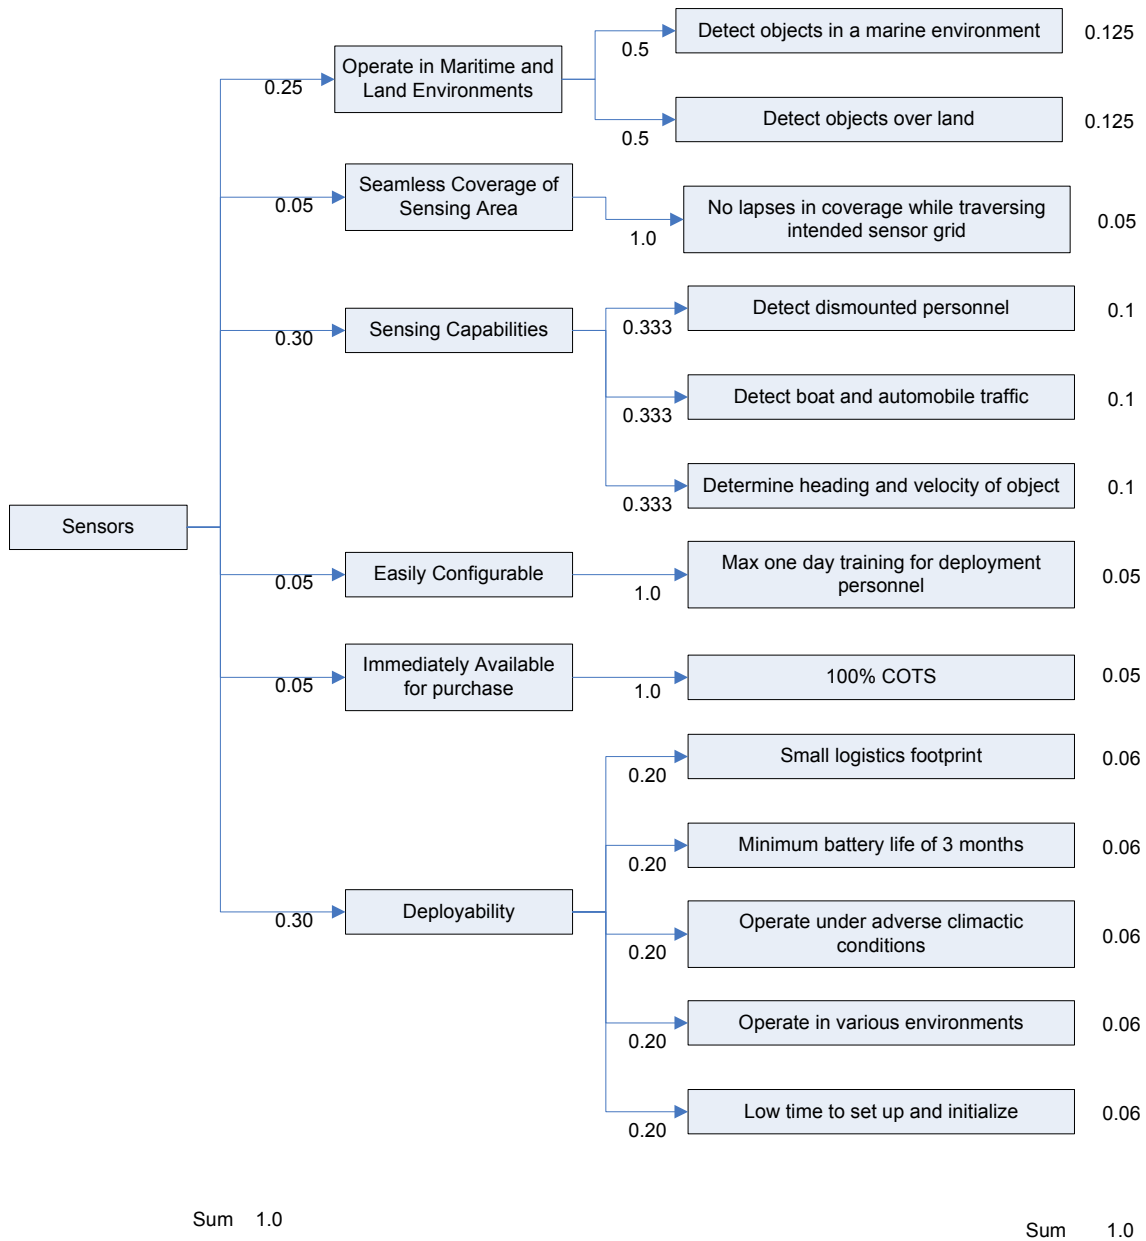 Detect objects in a marine environment
0.125
0.5
Operate in Maritime and
Land Environments
0.25
Detect objects over land
0.125
0.5
Seamless Coverage of
Sensing Area
0.05
No lapses in coverage while traversing
intended sensor grid
0.05
1.0
Detect dismounted personnel
0.1
0.333
Sensing Capabilities
0.30
Detect boat and automobile traffic
0.1
0.333
Determine heading and velocity of object
0.1
0.333
Sensors
Easily Configurable
0.05
Max one day training for deployment
personnel
0.05
1.0
Immediately Available
for purchase
0.05
100% COTS
0.05
1.0
Small logistics footprint
0.06
0.20
Minimum battery life of 3 months
0.06
0.20
Deployability
0.30
Operate under adverse climactic
conditions
0.06
0.20
Operate in various environments
0.06
0.20
Low time to set up and initialize
0.06
0.20
Sum 1.0
Sum 1.0